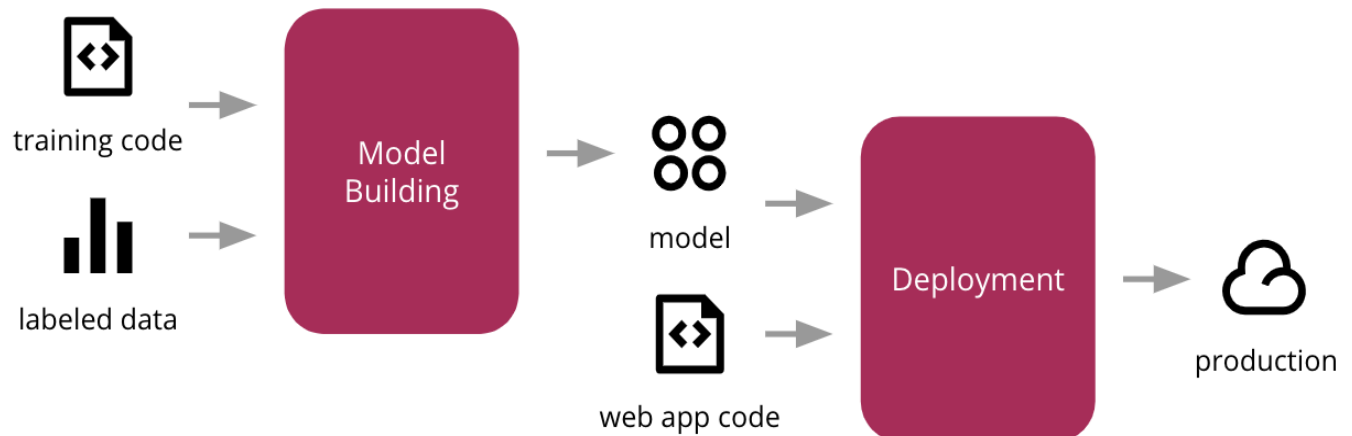 training code
labeled data
Model
Building
model
web app code
Deployment
production